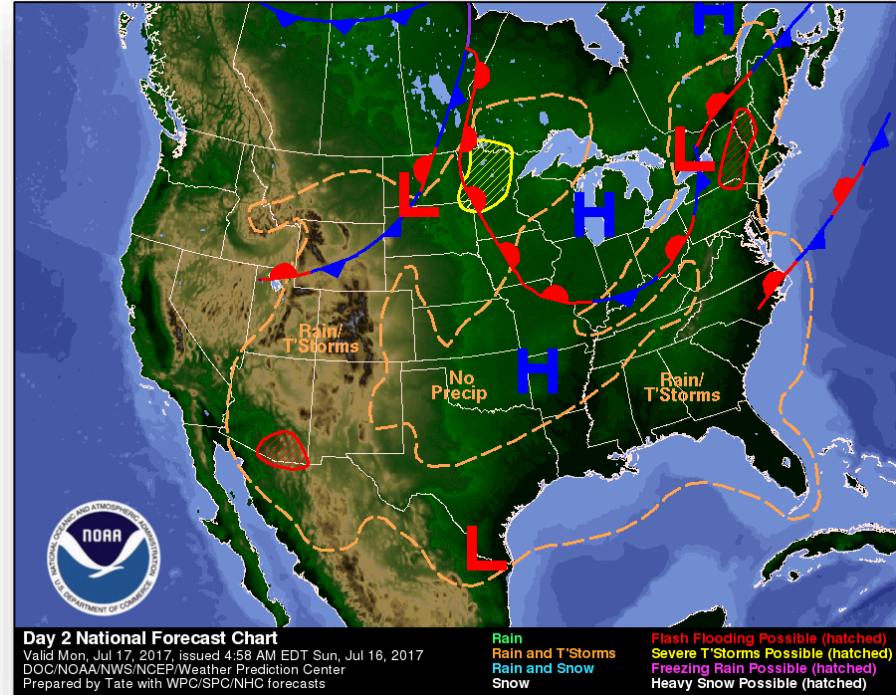 H
L
L
H
Rain/
T'Storms
H
No
Precip
Rain/
T'Storms
L
NATIONAL OCEANIC AND ATMOSPHERIC ADMINISTRATION
NOAA
U.S. DEPARTMENT OF COMMERCE
Day 2 National Forecast Chart
Valid Mon, Jul 17, 2017, issued 4:58 AM EDT Sun, Jul 16, 2017
DOC/NOAA/NWS/NCEP/Weather Prediction Center
Prepared by Tate with WPC/SPC/NHC forecasts
Rain
Rain and T'Storms
Rain and Snow
Snow
Flash Flooding Possible (hatched)
Severe T'Storms Possible (hatched)
Freezing Rain Possible (hatched)
Heavy Snow Possible (hatched)